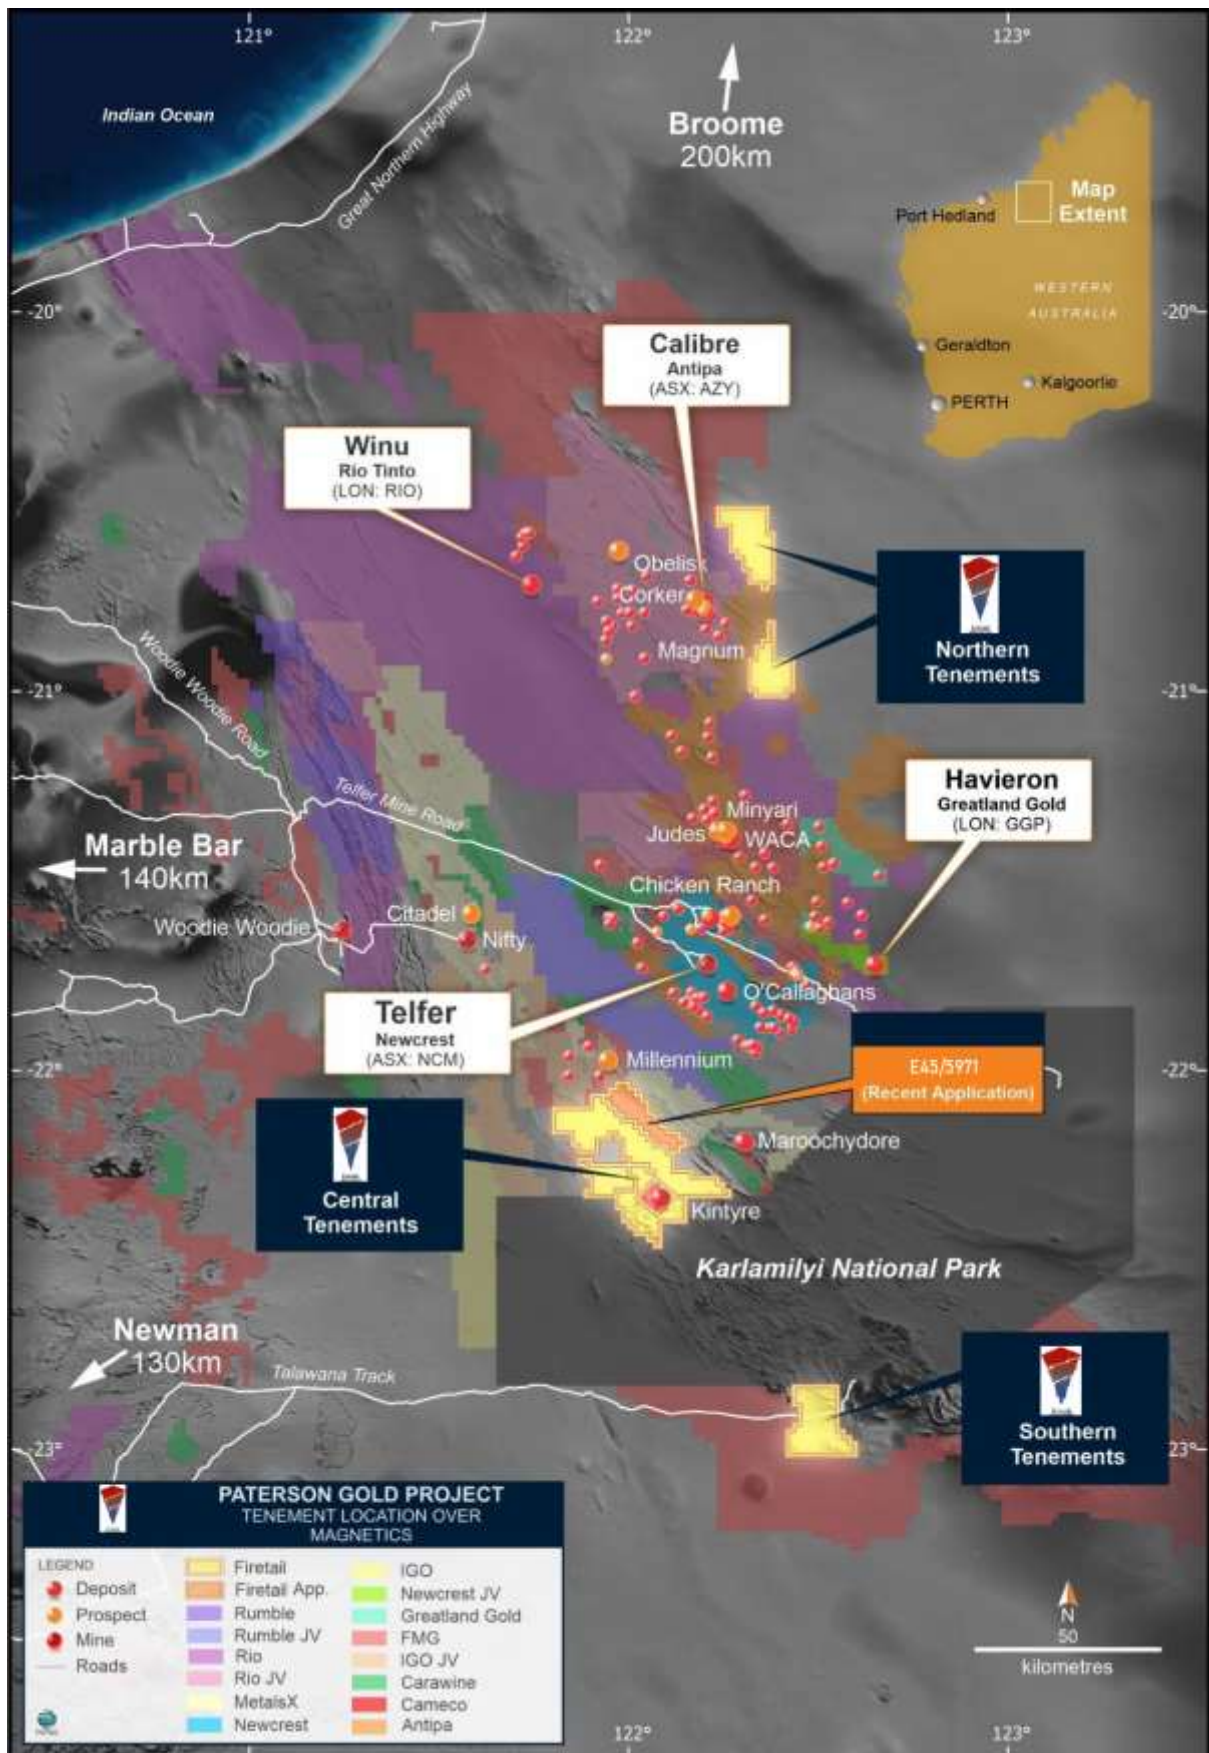 121°
122°
123°
Indian Ocean
Great Northern Highway
Broome
200km
Port Hedland
Map
Extent
WESTERN
AUSTRALIA
Geraldton
Kalgoorlie
PERTH
-20°
-20°
Calibre
Antipa
(ASX: AZY)
Winu
Rio Tinto
(LON: RIO)
Obelisk
Corker
Magnum
Northern
Tenements
Woodie Woodie Road
-21°
-21°
Telfer Mine Road
Havieron
Greatland Gold
(LON: GGP)
Minyari
Judes
WACA
Marble Bar
140km
Chicken Ranch
Citadel
Woodie Woodie
Nifty
Telfer
Newcrest
(ASX: NCM)
O'Callaghans
-22°
-22°
Millennium
E45/5971
(Recent Application)
Maroochydore
Central
Tenements
Kintyre
Karlamilyi National Park
Newman
130km
Talawana Track
Southern
Tenements
-23°
23°
PATERSON GOLD PROJECT
TENEMENT LOCATION OVER
MAGNETICS
LEGEND
Deposit
Prospect
Mine
Roads
Firetail
Firetail App.
Rumble
Rumble JV
Rio
Rio JV
MetalsX
Newcrest
IGO
Newcrest JV
Greatland Gold
FMG
IGO JV
Carawine
Cameco
Antipa
N
50
kilometres
122°
123°